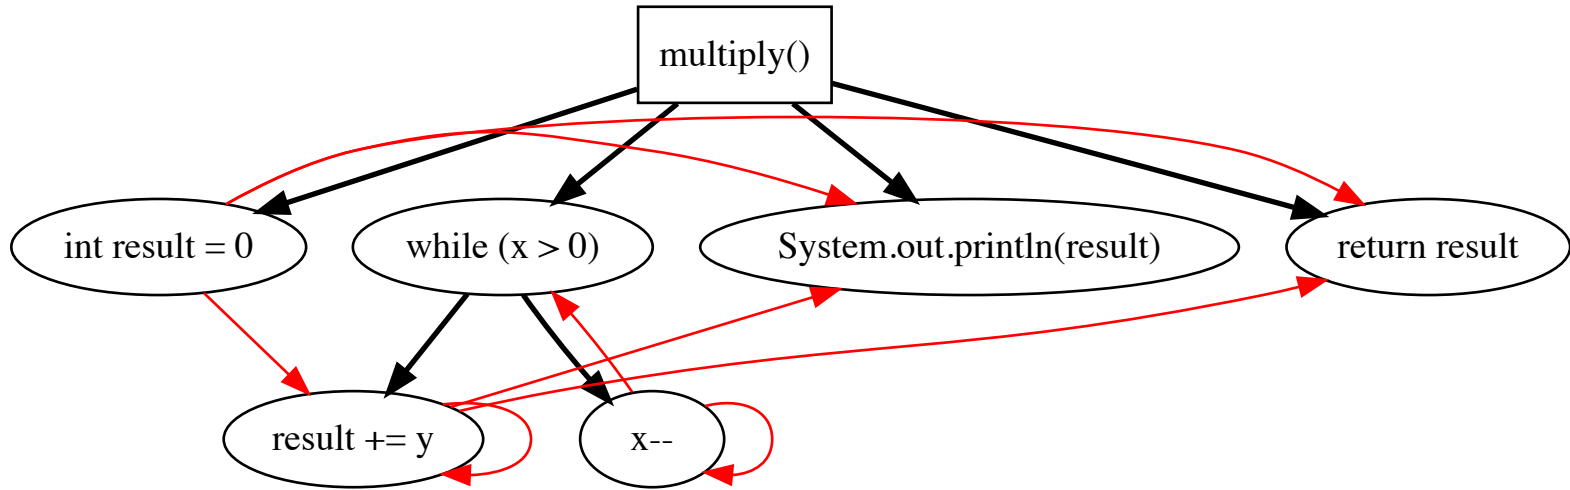 multiply()
int result = 0
while (x > 0)
System.out.println(result)
return result
result += y
x--